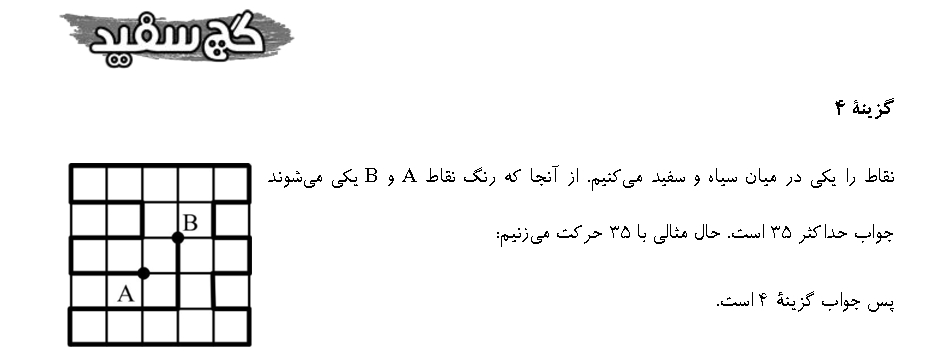 گچ سفید
گزینهٔ ۴
نقاط را یکی در میان سیاه و سفید می‌کنیم. از آنجا که رنگ نقاط A و B یکی می‌شوند
جواب حداکثر ۳۵ است. حال مثالی با ۳۵ حرکت می‌زنیم:
B
A
پس جواب گزینهٔ ۴ است.